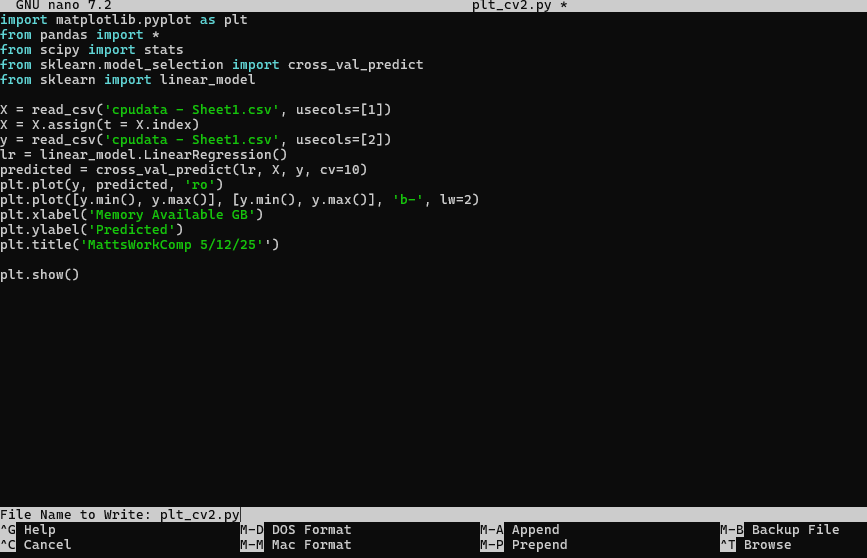 GNU nano 7.2 plt_cv2.py *
import matplotlib.pyplot as plt
from pandas import *
from scipy import stats
from sklearn.model_selection import cross_val_predict
from sklearn import linear_model

X = read_csv('cpudata - Sheet1.csv', usecols=[1])
X = X.assign(t = X.index)
y = read_csv('cpudata - Sheet1.csv', usecols=[2])
lr = linear_model.LinearRegression()
predicted = cross_val_predict(lr, X, y, cv=10)
plt.plot(y, predicted, 'ro')
plt.plot([y.min(), y.max()], [y.min(), y.max()], 'b-', lw=2)
plt.xlabel('Memory Available GB')
plt.ylabel('Predicted')
plt.title('MattsWorkComp 5/12/25'')

plt.show()
File Name to Write: plt_cv2.py
^G Help M-D DOS Format M-A Append M-B Backup File
^C Cancel M-M Mac Format M-P Prepend ^T Browse